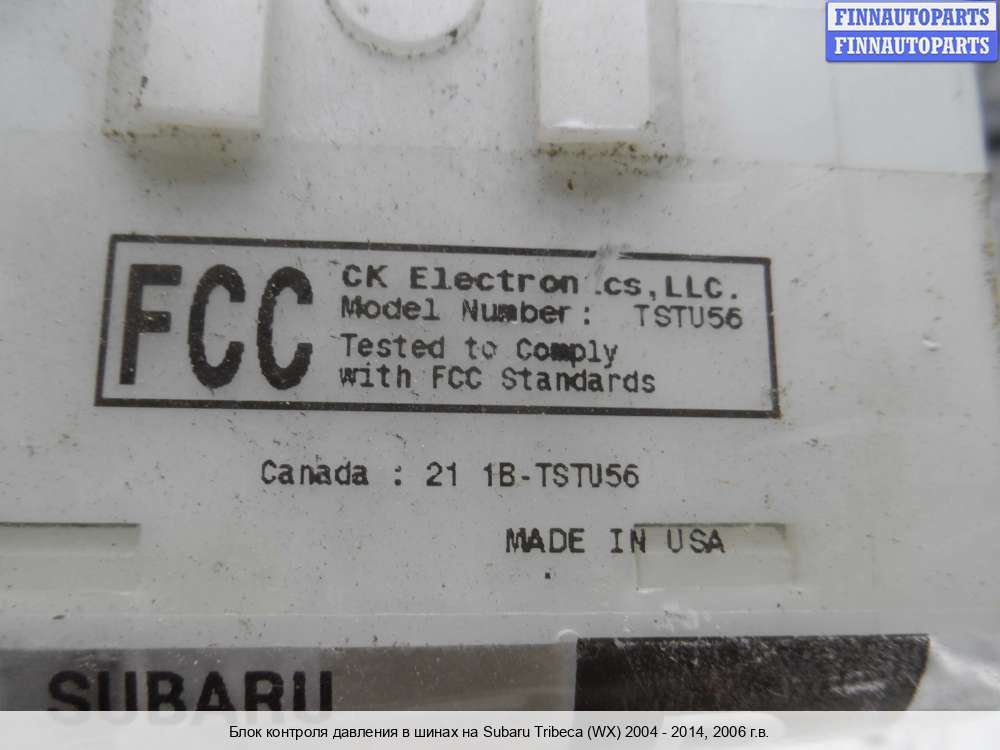 FINNAUTOPARTS
FINNAUTOPARTS
FCC
CK Electron.cs,LLC.
Model Number: TSTU56
Tested to Comply
with FCC Standards
Canada : 21 1B-TSTU56
MADE IN USA
SUBARU
Блок контроля давления в шинах на Subaru Tribeca (WX) 2004 - 2014, 2006 г.в.